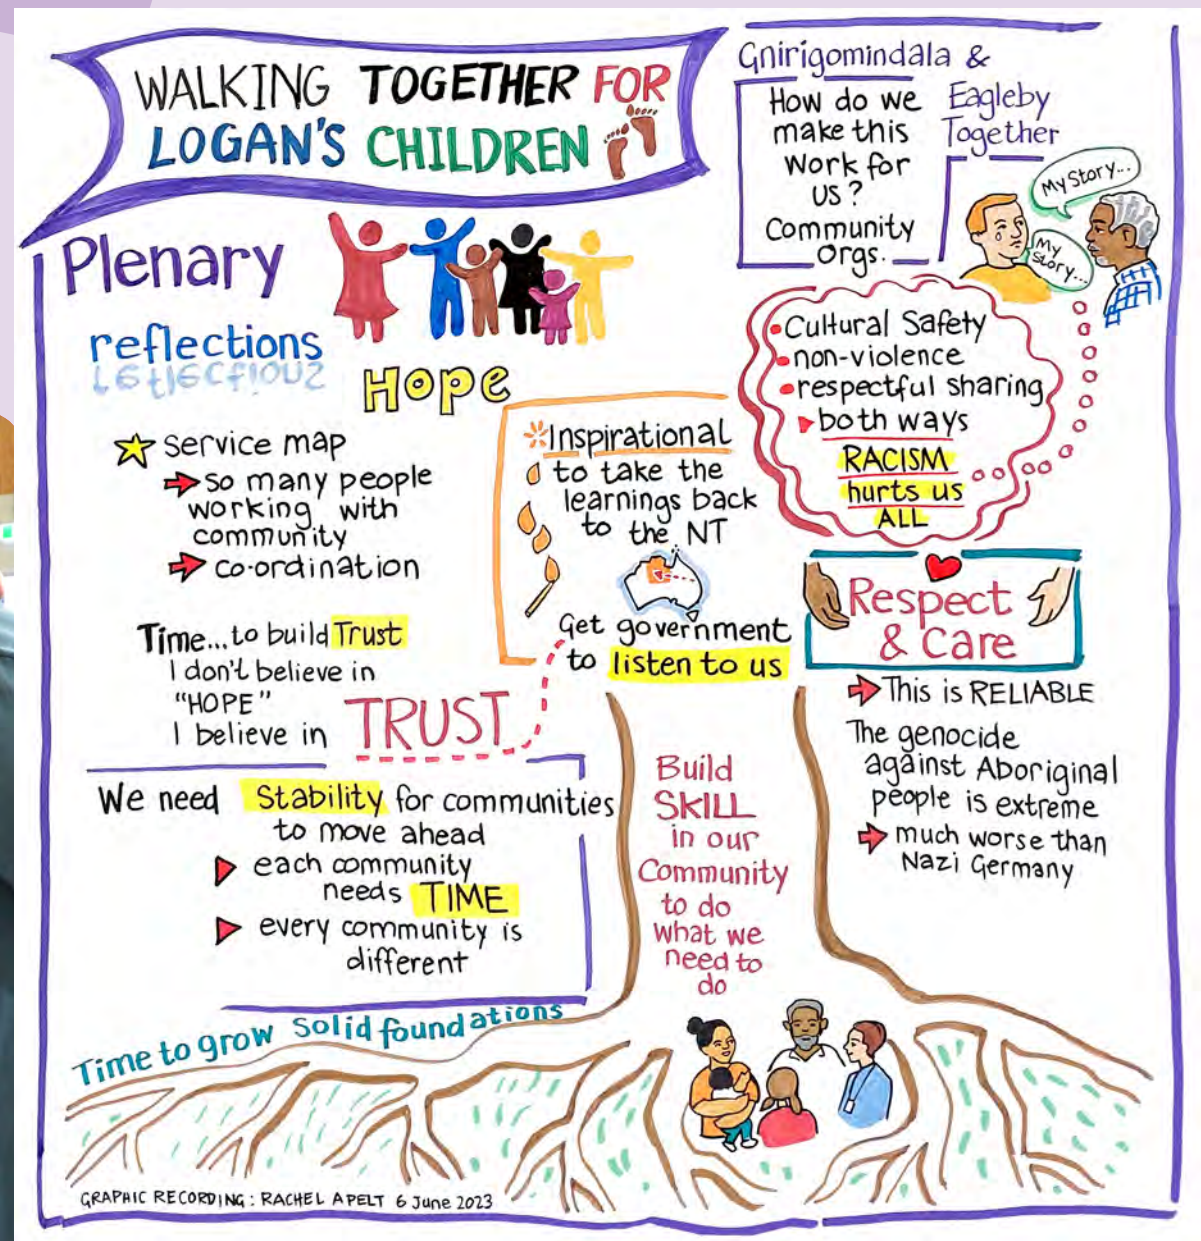 WALKING TOGETHER FOR
LOGAN'S CHILDREN
Plenary
reflections
reflections
Hope
service map
so many people
working with
community
co-ordination
Time... to build Trust
I don't believe in
"HOPE"
I believe in TRUST
We need Stability for communities
to move ahead
each community
needs TIME
every community is
different
Time to grow Solid foundations
Inspirational
to take the
learnings back
to the NT
Get government
to listen to us
Build
SKILL
in our
Community
to do
what we
need to
do
Gnirigomindala &
Eagleby
Together
How do we
make this
work for
us?
Community
Orgs.
My Story...
My
Story...
Cultural Safety
non-violence
respectful sharing
both ways
RACISM
hurts us
ALL
Respect
& Care
This is RELIABLE
The genocide
against Aboriginal
people is extreme
much worse than
Nazi Germany
GRAPHIC RECORDING: RACHEL APELT 6 June 2023